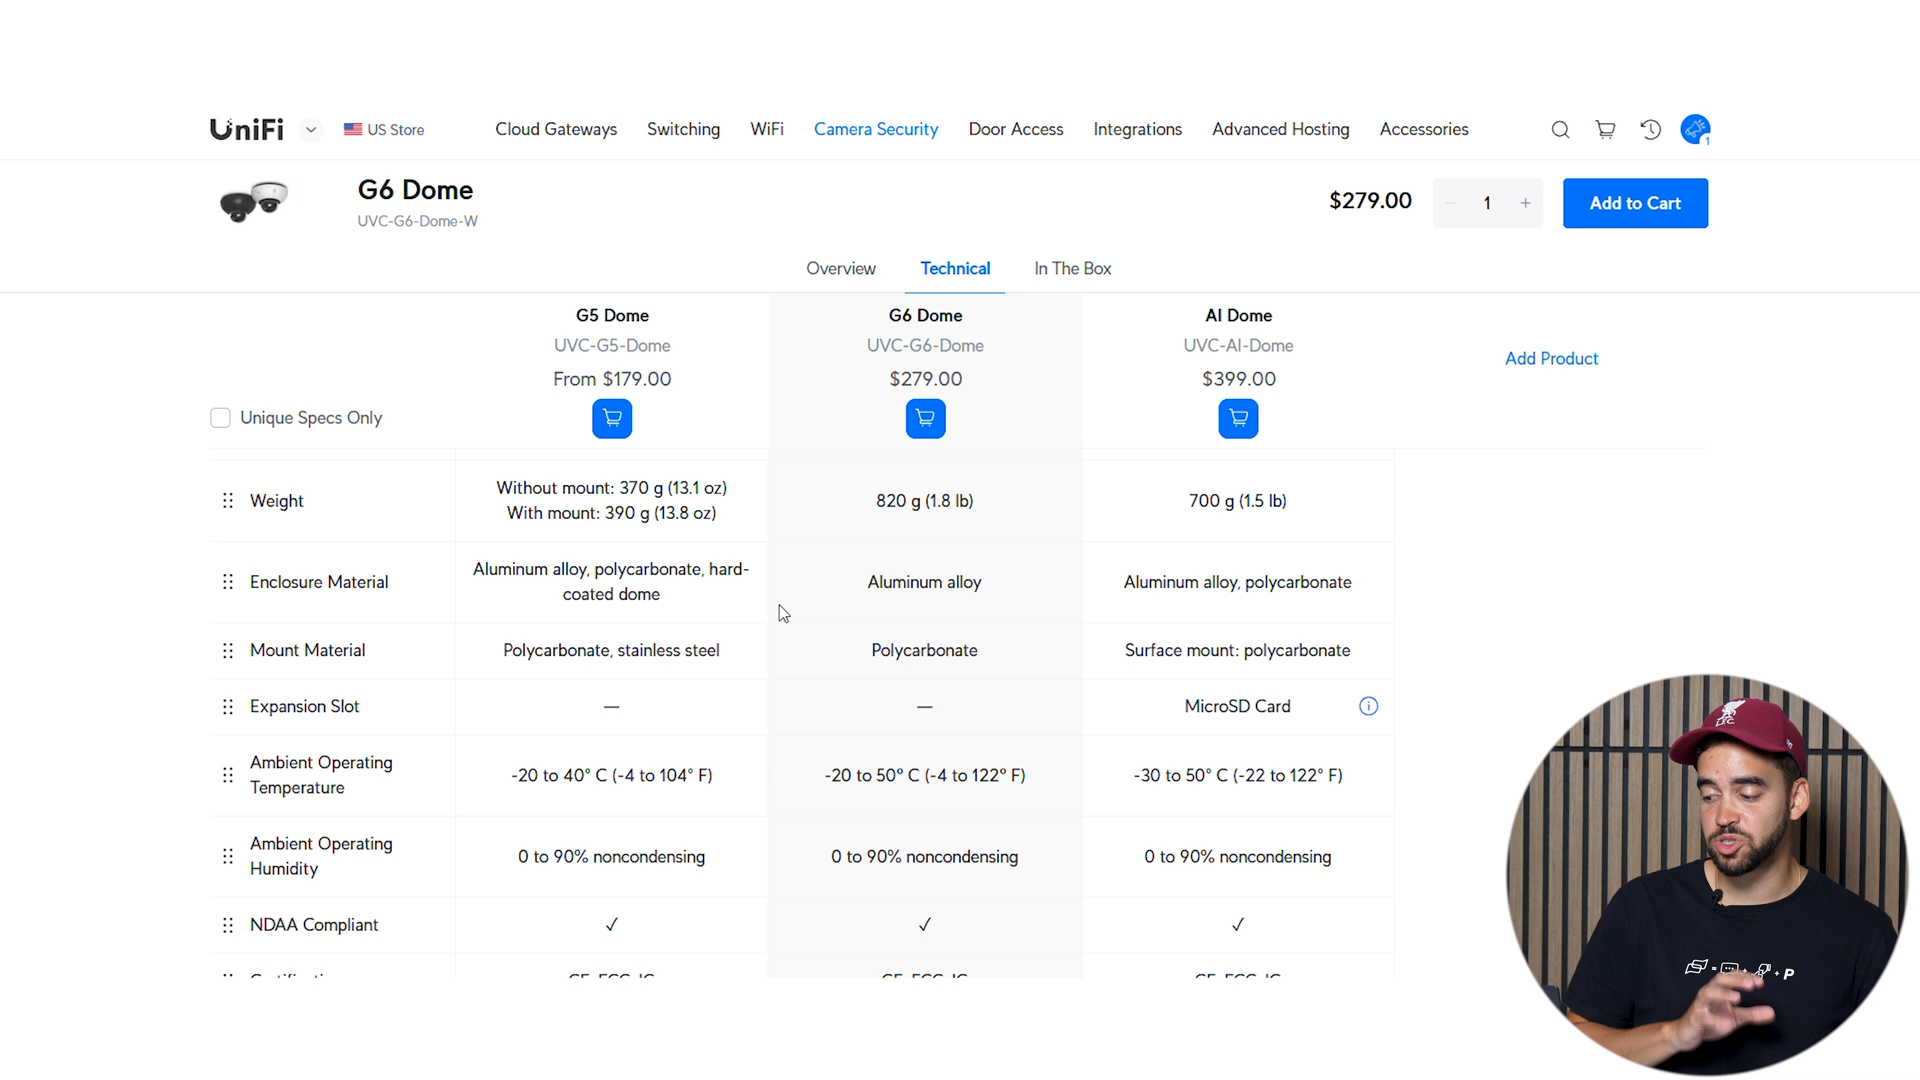 UniFi
US Store
Cloud Gateways
Switching
WiFi
Camera Security
Door Access
Integrations
Advanced Hosting
Accessories
1
G6 Dome
UVC-G6-Dome-W
$279.00
1
Add to Cart
Overview
Technical
In The Box
G5 Dome
UVC-G5-Dome
From $179.00
G6 Dome
UVC-G6-Dome
$279.00
AI Dome
UVC-AI-Dome
$399.00
Add Product
Unique Specs Only
Weight
Without mount: 370 g (13.1 oz)
With mount: 390 g (13.8 oz)
820 g (1.8 lb)
700 g (1.5 lb)
Enclosure Material
Aluminum alloy, polycarbonate, hard-
coated dome
Aluminum alloy
Aluminum alloy, polycarbonate
Mount Material
Polycarbonate, stainless steel
Polycarbonate
Surface mount: polycarbonate
Expansion Slot
—
—
MicroSD Card
Ambient Operating
Temperature
-20 to 40° C (-4 to 104° F)
-20 to 50° C (-4 to 122° F)
-30 to 50° C (-22 to 122° F)
Ambient Operating
Humidity
0 to 90% noncondensing
0 to 90% noncondensing
0 to 90% noncondensing
NDAA Compliant
✓
✓
✓